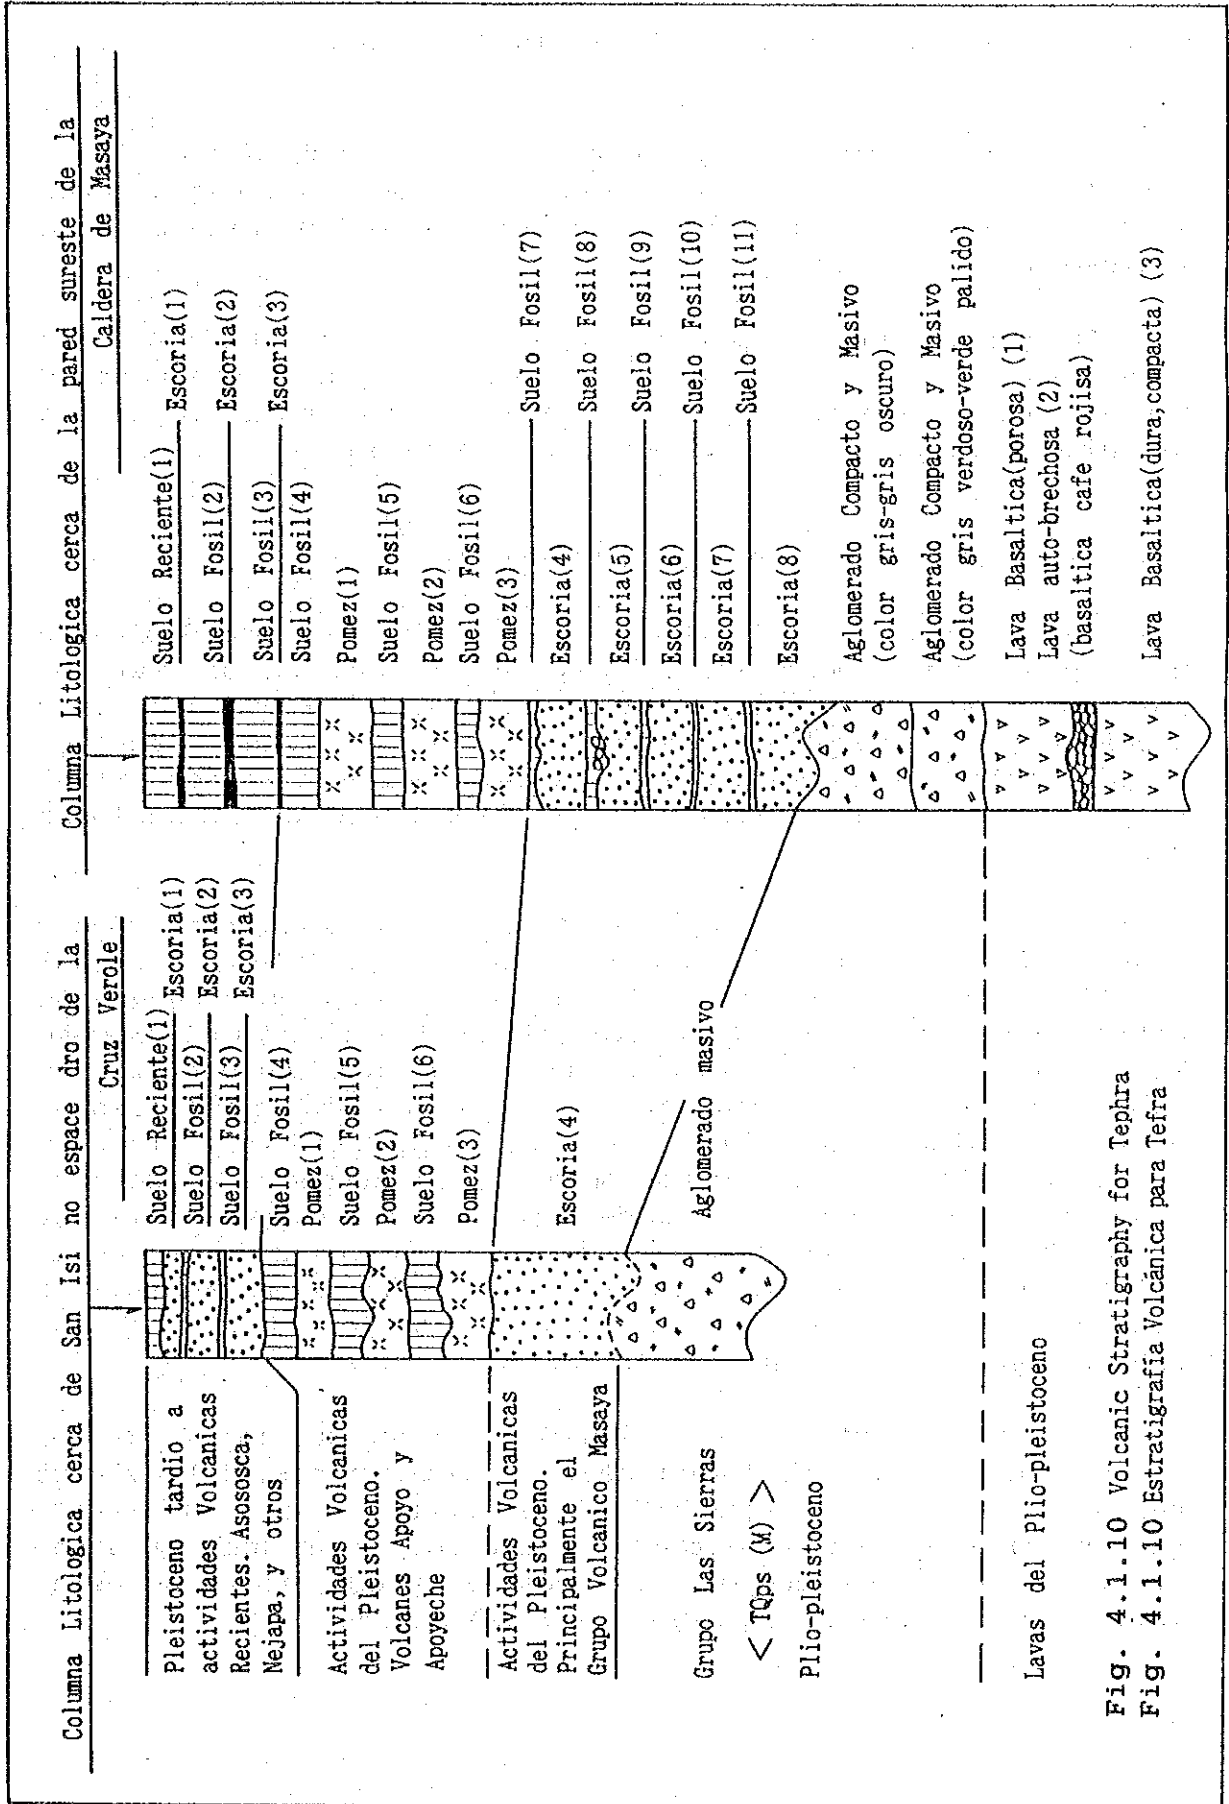 Columna Litologica cerca de San Isi no espace dro de la
Cruz Verole
Pleistoceno tardio a
actividades Volcanicas
Recientes. Asososca,
Nejapa, y otros
Actividades Volcanicas
del Pleistoceno.
Volcanes Apoyo y
Apoyeche
Actividades Volcanicas
del Pleistoceno.
Principalmente el
Grupo Volcanico Masaya
Grupo Las Sierras
< TQps (M) >
Plio-pleistoceno
Lavas del Plio-pleistoceno
Suelo Reciente(1)
Escoria(1)
Suelo Fosil(2)
Escoria(2)
Suelo Fosil(3)
Escoria(3)
Suelo Fosil(4)
Pomez(1)
Suelo Fosil(5)
Pomez(2)
Suelo Fosil(6)
Pomez(3)
Escoria(4)
Aglomerado masivo
Columna Litologica cerca de la pared sureste de la
Caldera de Masaya
Suelo Reciente(1)
Escoria(1)
Suelo Fosil(2)
Escoria(2)
Suelo Fosil(3)
Escoria(3)
Suelo Fosil(4)
Pomez(1)
Suelo Fosil(5)
Pomez(2)
Suelo Fosil(6)
Pomez(3)
Suelo Fosil(7)
Escoria(4)
Suelo Fosil(8)
Escoria(5)
Suelo Fosil(9)
Escoria(6)
Suelo Fosil(10)
Escoria(7)
Suelo Fosil(11)
Escoria(8)
Aglomerado Compacto y Masivo
(color gris-gris oscuro)
Aglomerado Compacto y Masivo
(color gris verdoso-verde palido)
Lava Basaltica(porosa) (1)
Lava auto-brechosa (2)
(basaltica cafe rojisa)
Lava Basaltica(dura,compacta) (3)
Fig. 4.1.10 Volcanic Stratigraphy for Tephra
Fig. 4.1.10 Estratigrafía Volcánica para Tefra